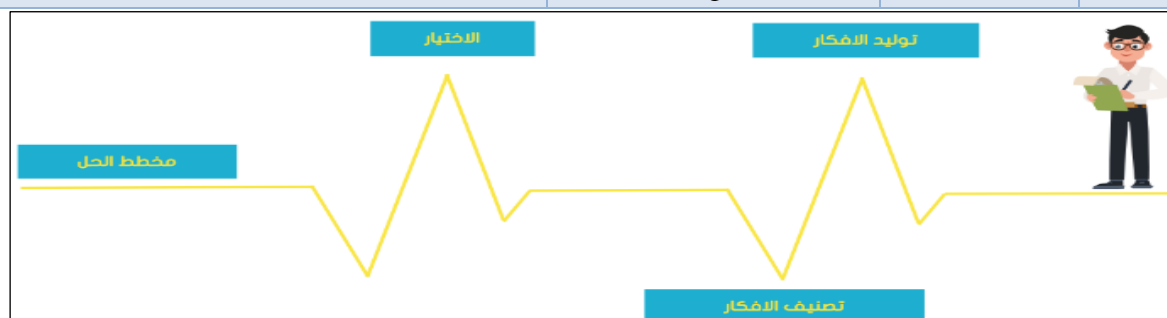 توليد الافكار
تصنيف الافكار
الاختيار
مخطط الحل